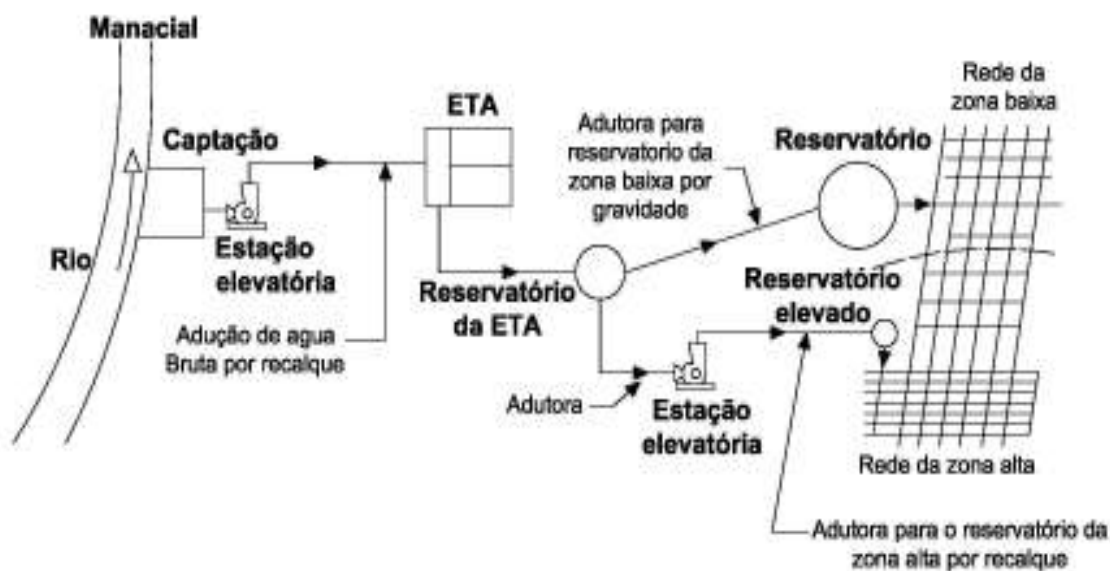 Manacial
Captação
Rio
Estação
elevatória
Adução de agua
Bruta por recalque
ETA
Reservatório
da ETA
Adutora para
reservatorio da
zona baixa por
gravidade
Reservatório
Rede da
zona baixa
Reservatório
elevado
Adutora
Estação
elevatória
Rede da zona alta
Adutora para o reservatório da
zona alta por recalque